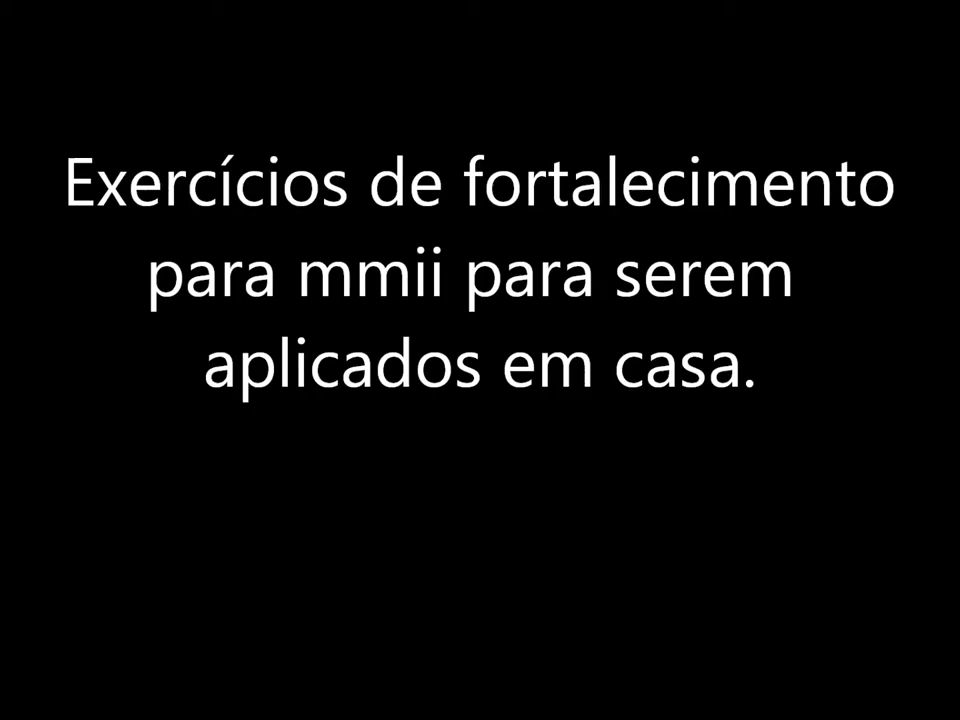 Exercícios de fortalecimento
para mmii para serem
aplicados em casa.